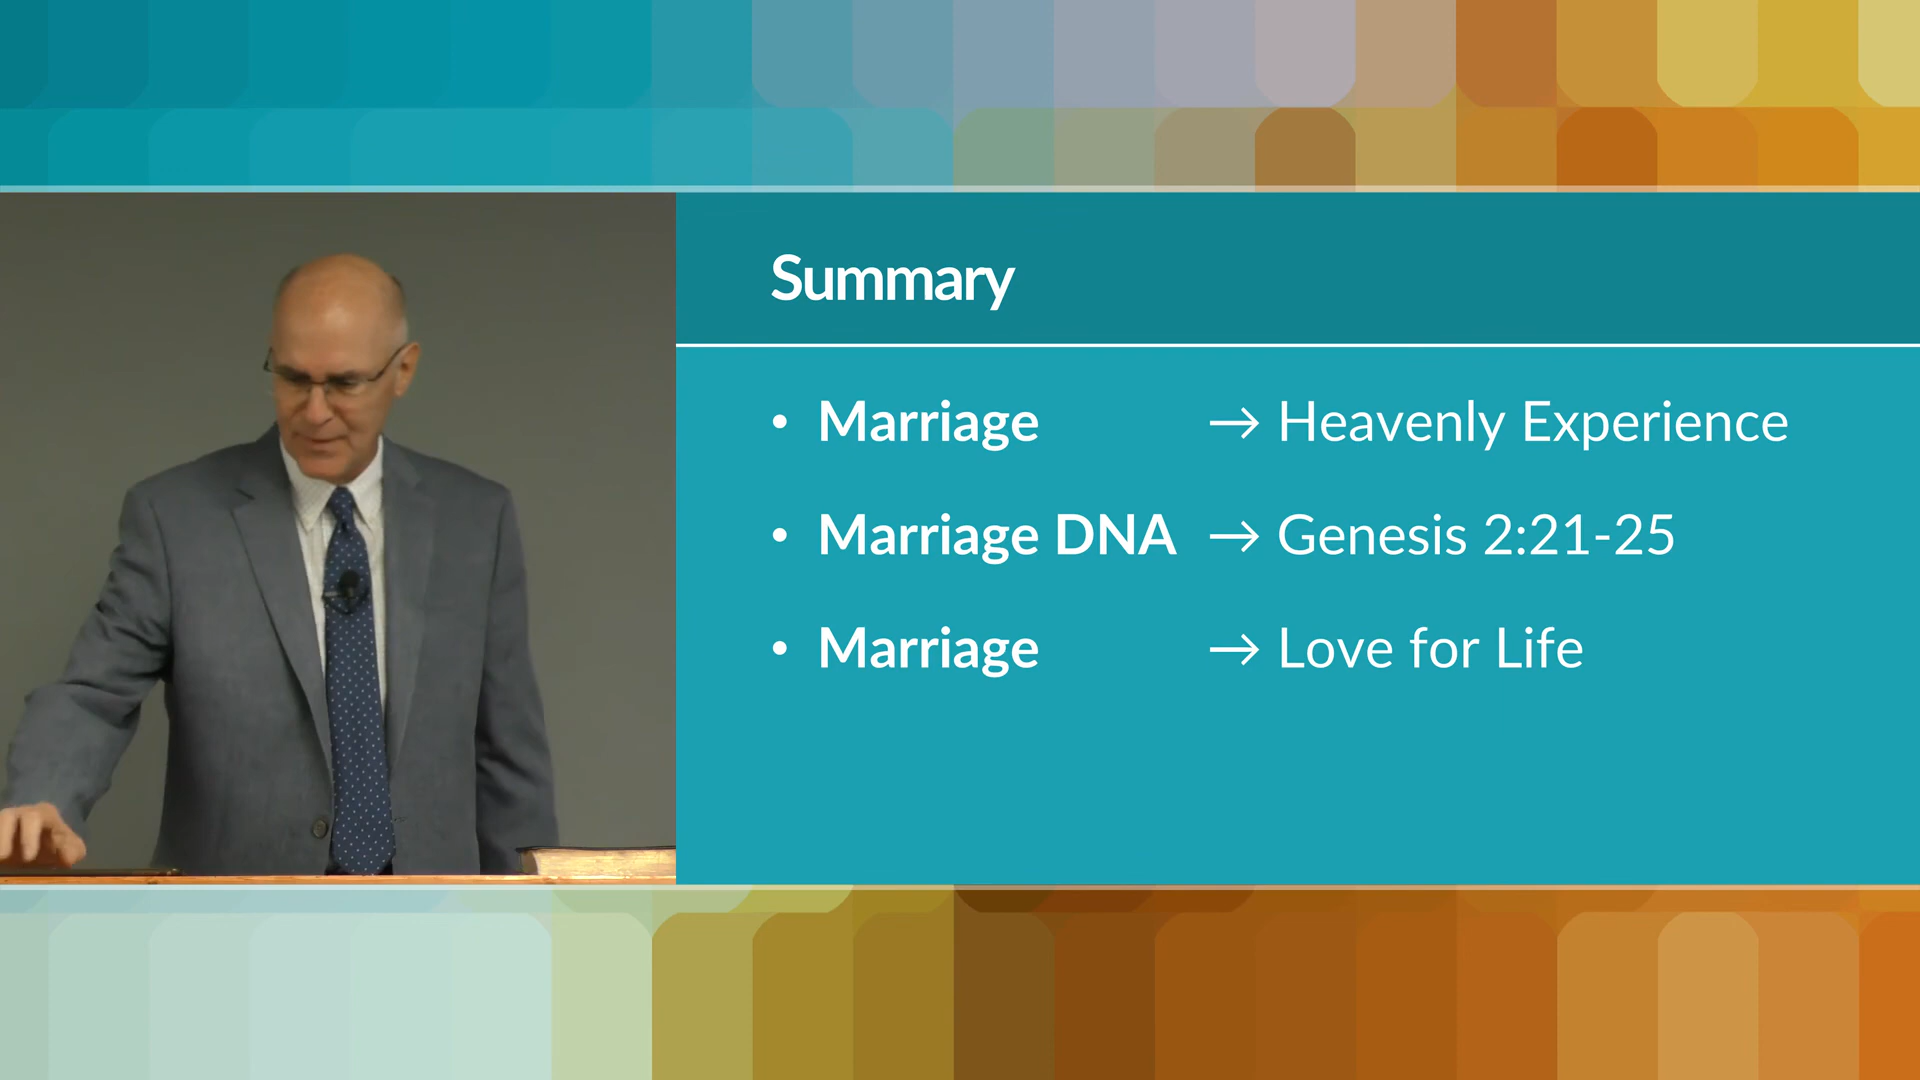 Summary
• Marriage → Heavenly Experience
• Marriage DNA → Genesis 2:21-25
• Marriage → Love for Life